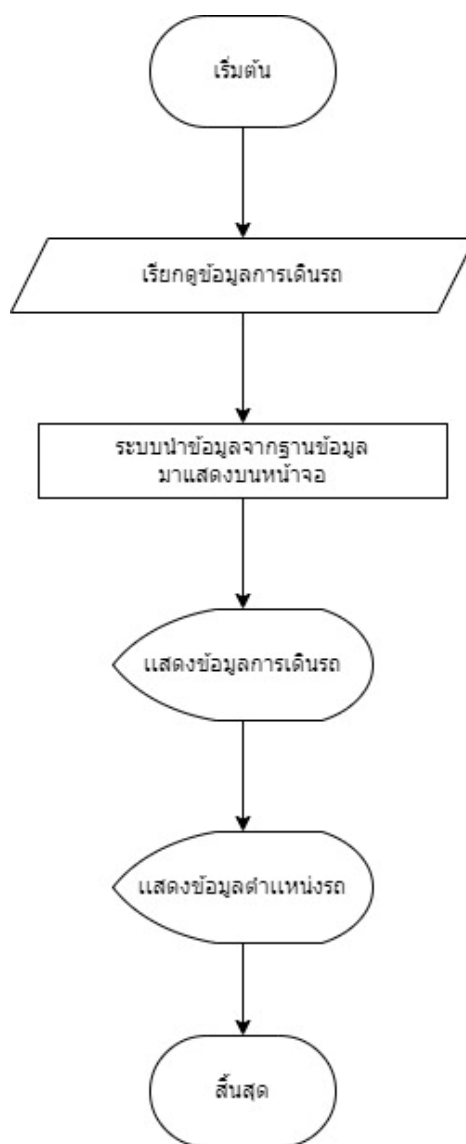 เริ่มต้น
เรียกดูข้อมูลการเดินรถ
ระบบนำข้อมูลจากฐานข้อมูล
มาแสดงบนหน้าจอ
แสดงข้อมูลการเดินรถ
แสดงข้อมูลตำแหน่งรถ
สิ้นสุด